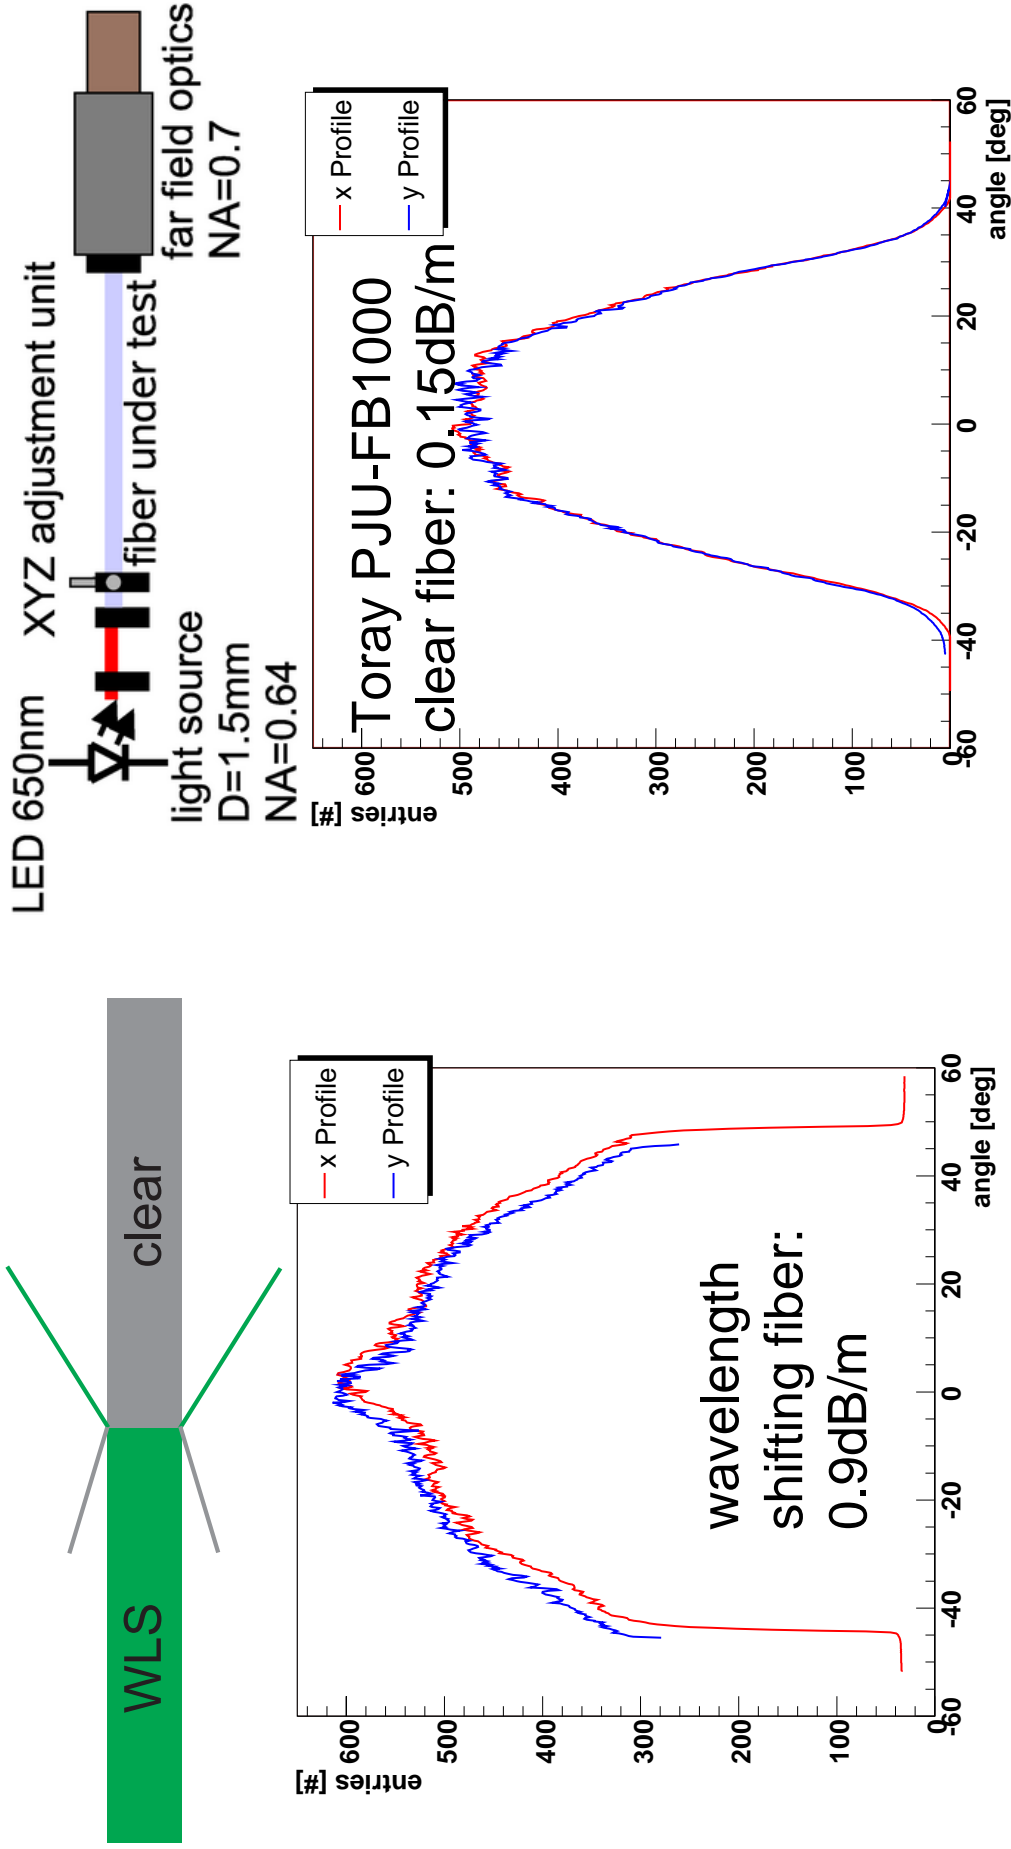 WLS
clear
LED 650nm
XYZ adjustment unit
fiber under test
light source
D=1.5mm
NA=0.64
far field optics
NA=0.7
entries [#]
600
500
400
300
200
100
0
x Profile
y Profile
wavelength
shifting fiber:
0.9dB/m
-60
-40
-20
0
20
40
60
angle [deg]
entries [#]
600
500
400
300
200
100
0
x Profile
y Profile
Toray PJU-FB1000
clear fiber: 0.15dB/m
-60
-40
-20
0
20
40
60
angle [deg]